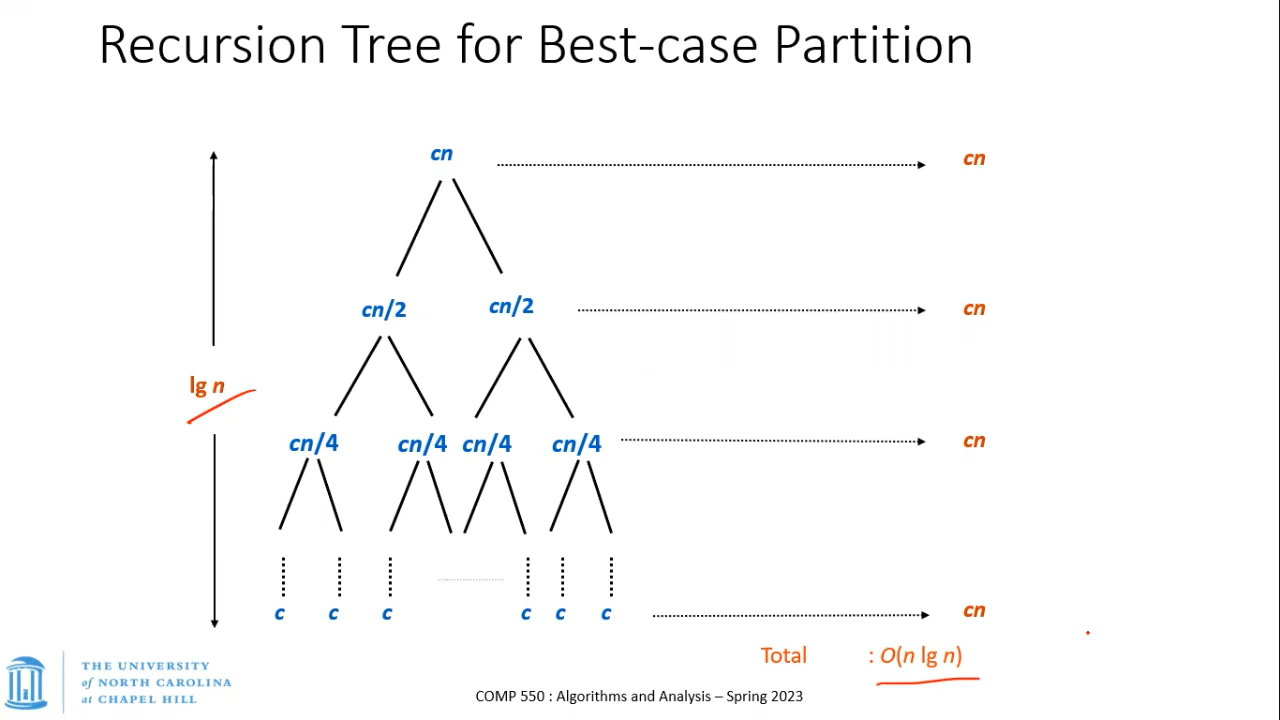 Recursion Tree for Best-case Partition
cn cn
cn/2 cn/2 cn
lg n
cn/4 cn/4 cn/4 cn/4 cn
c c c c c c cn
Total : O(n lg n)
THE UNIVERSITY
of NORTH CAROLINA
at CHAPEL HILL
COMP 550 : Algorithms and Analysis – Spring 2023